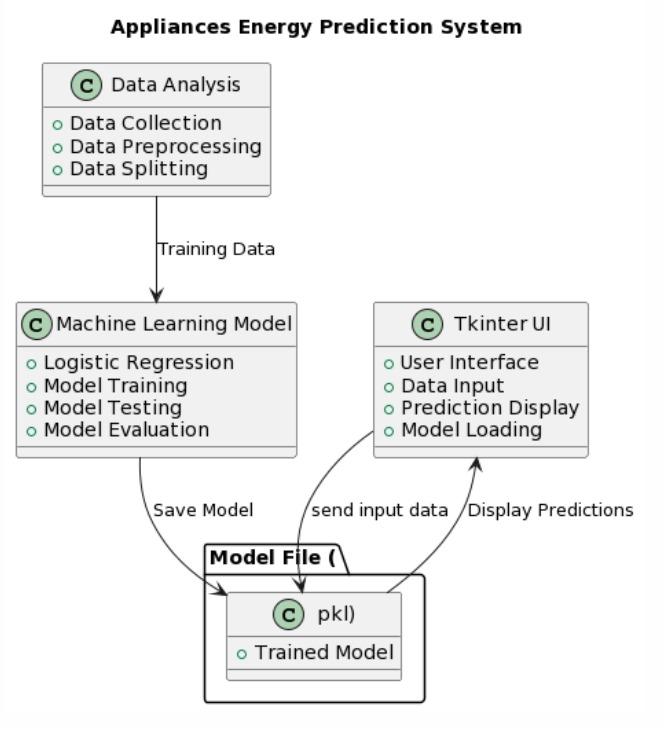 Appliances Energy Prediction System
C Data Analysis
Data Collection
Data Preprocessing
Data Splitting
Training Data
C Machine Learning Model
Logistic Regression
Model Training
Model Testing
Model Evaluation
C Tkinter UI
User Interface
Data Input
Prediction Display
Model Loading
Save Model
send input data
Display Predictions
Model File (
C pkl)
Trained Model